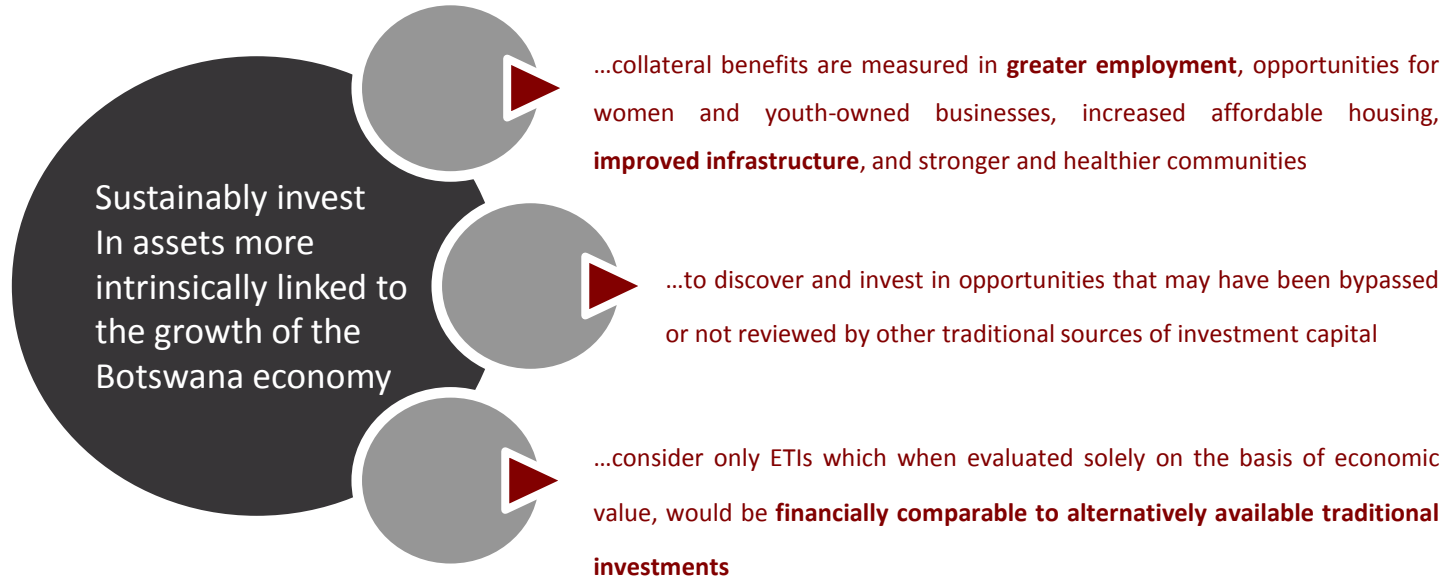 Sustainably invest
In assets more
intrinsically linked to
the growth of the
Botswana economy
...collateral benefits are measured in greater employment, opportunities for
women and youth-owned businesses, increased affordable housing,
improved infrastructure, and stronger and healthier communities
...to discover and invest in opportunities that may have been bypassed
or not reviewed by other traditional sources of investment capital
...consider only ETIs which when evaluated solely on the basis of economic
value, would be financially comparable to alternatively available traditional
investments